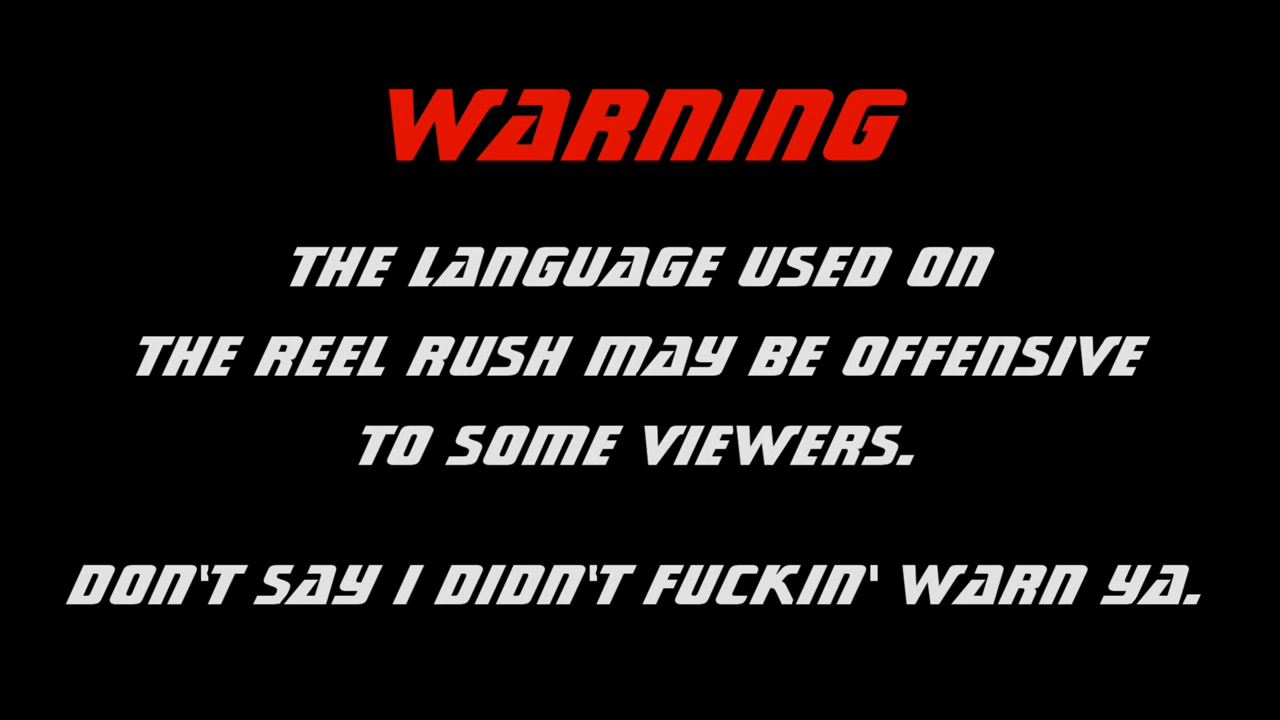 WARNING
THE LANGUAGE USED ON
THE REEL RUSH MAY BE OFFENSIVE
TO SOME VIEWERS.
DON'T SAY I DIDN'T FUCKIN' WARN YA.